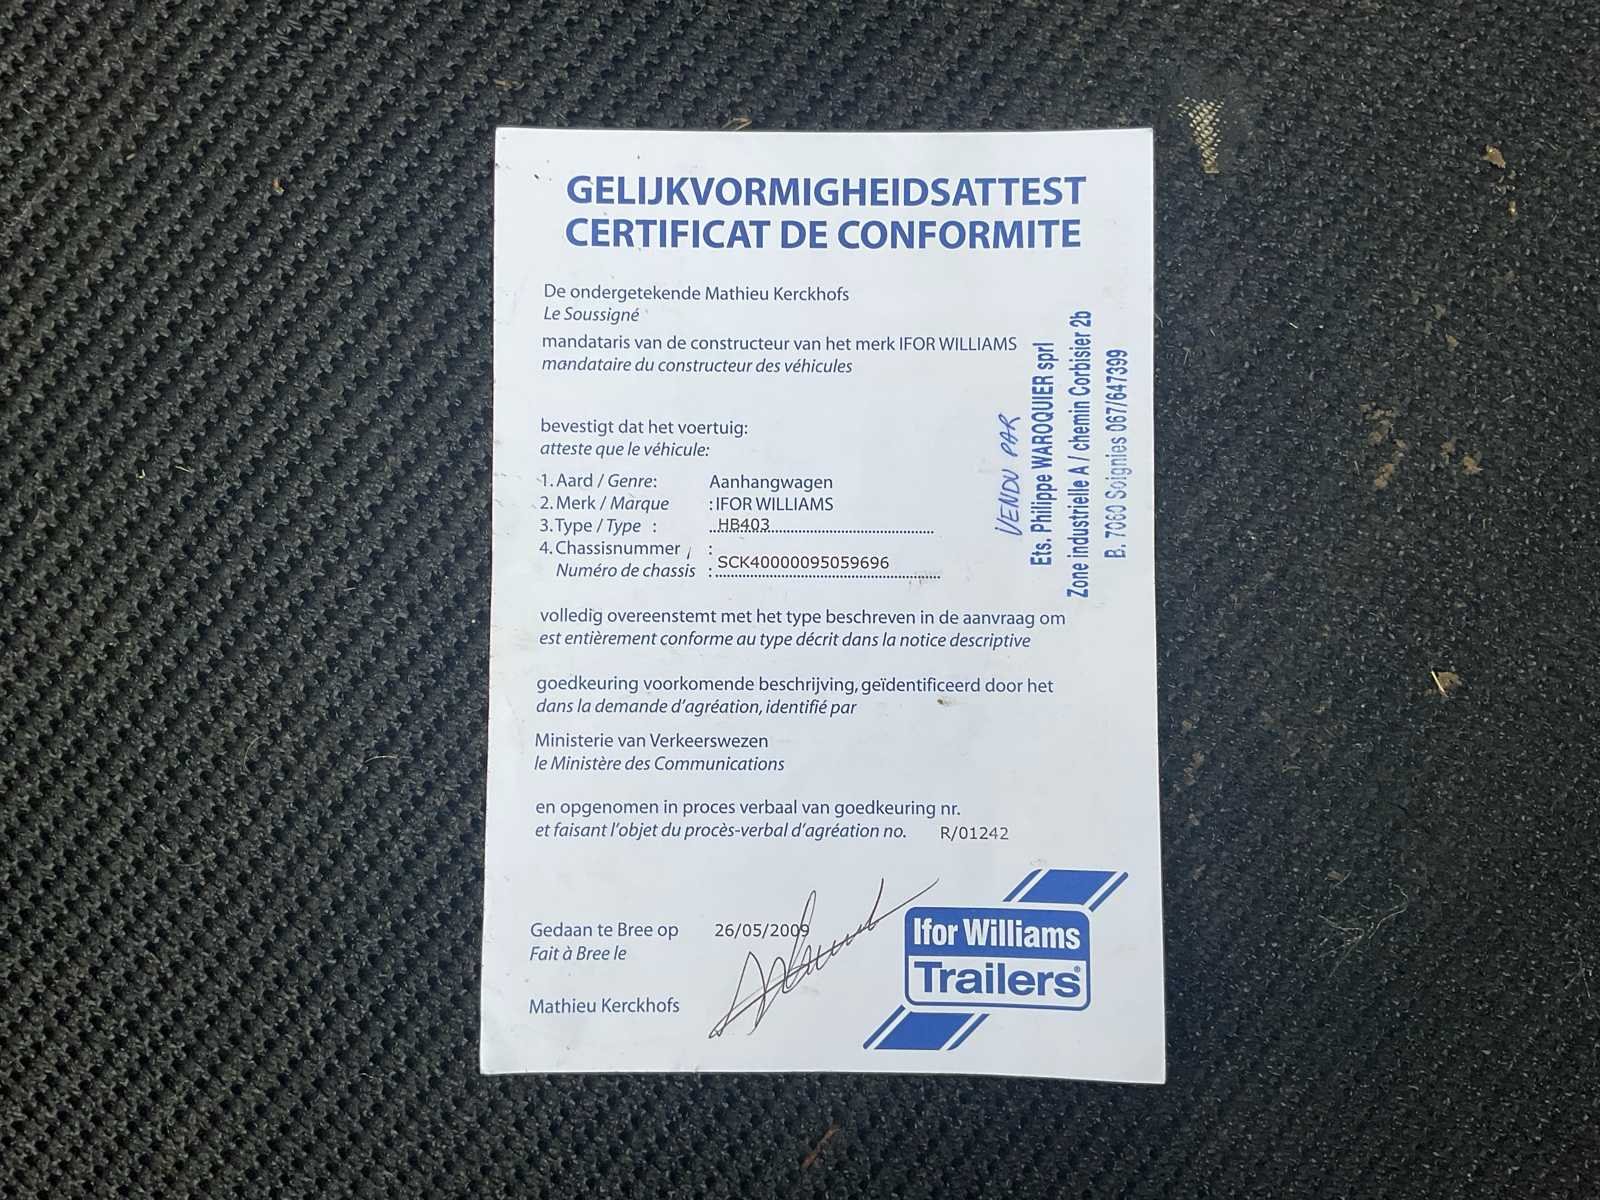 GELIJKVORMIGHEIDSATTEST
CERTIFICAT DE CONFORMITE
De ondergetekende Mathieu Kerckhofs
Le Soussigné
mandataris van de constructeur van het merk IFOR WILLIAMS
mandataire du constructeur des véhicules
bevestigt dat het voertuig:
atteste que le véhicule:
1. Aard / Genre: Aanhangwagen
2. Merk / Marque : IFOR WILLIAMS
3. Type / Type : HB403
4. Chassisnummer / :
Numéro de chassis : SCK40000095059696
volledig overeenstemt met het type beschreven in de aanvraag om
est entièrement conforme au type décrit dans la notice descriptive
goedkeuring voorkomende beschrijving, geïdentificeerd door het
dans la demande d'agréation, identifié par
Ministerie van Verkeerswezen
le Ministère des Communications
en opgenomen in proces verbaal van goedkeuring nr.
et faisant l'objet du procès-verbal d'agréation no. R/01242
Gedaan te Bree op 26/05/2009
Fait à Bree le
Mathieu Kerckhofs
Ifor Williams
Trailers®
VENDU PAR
Ets. Philippe WAROQUIER sprl
Zone industrielle A / chemin Corbisier 2b
B. 7060 Soignies 067/647399